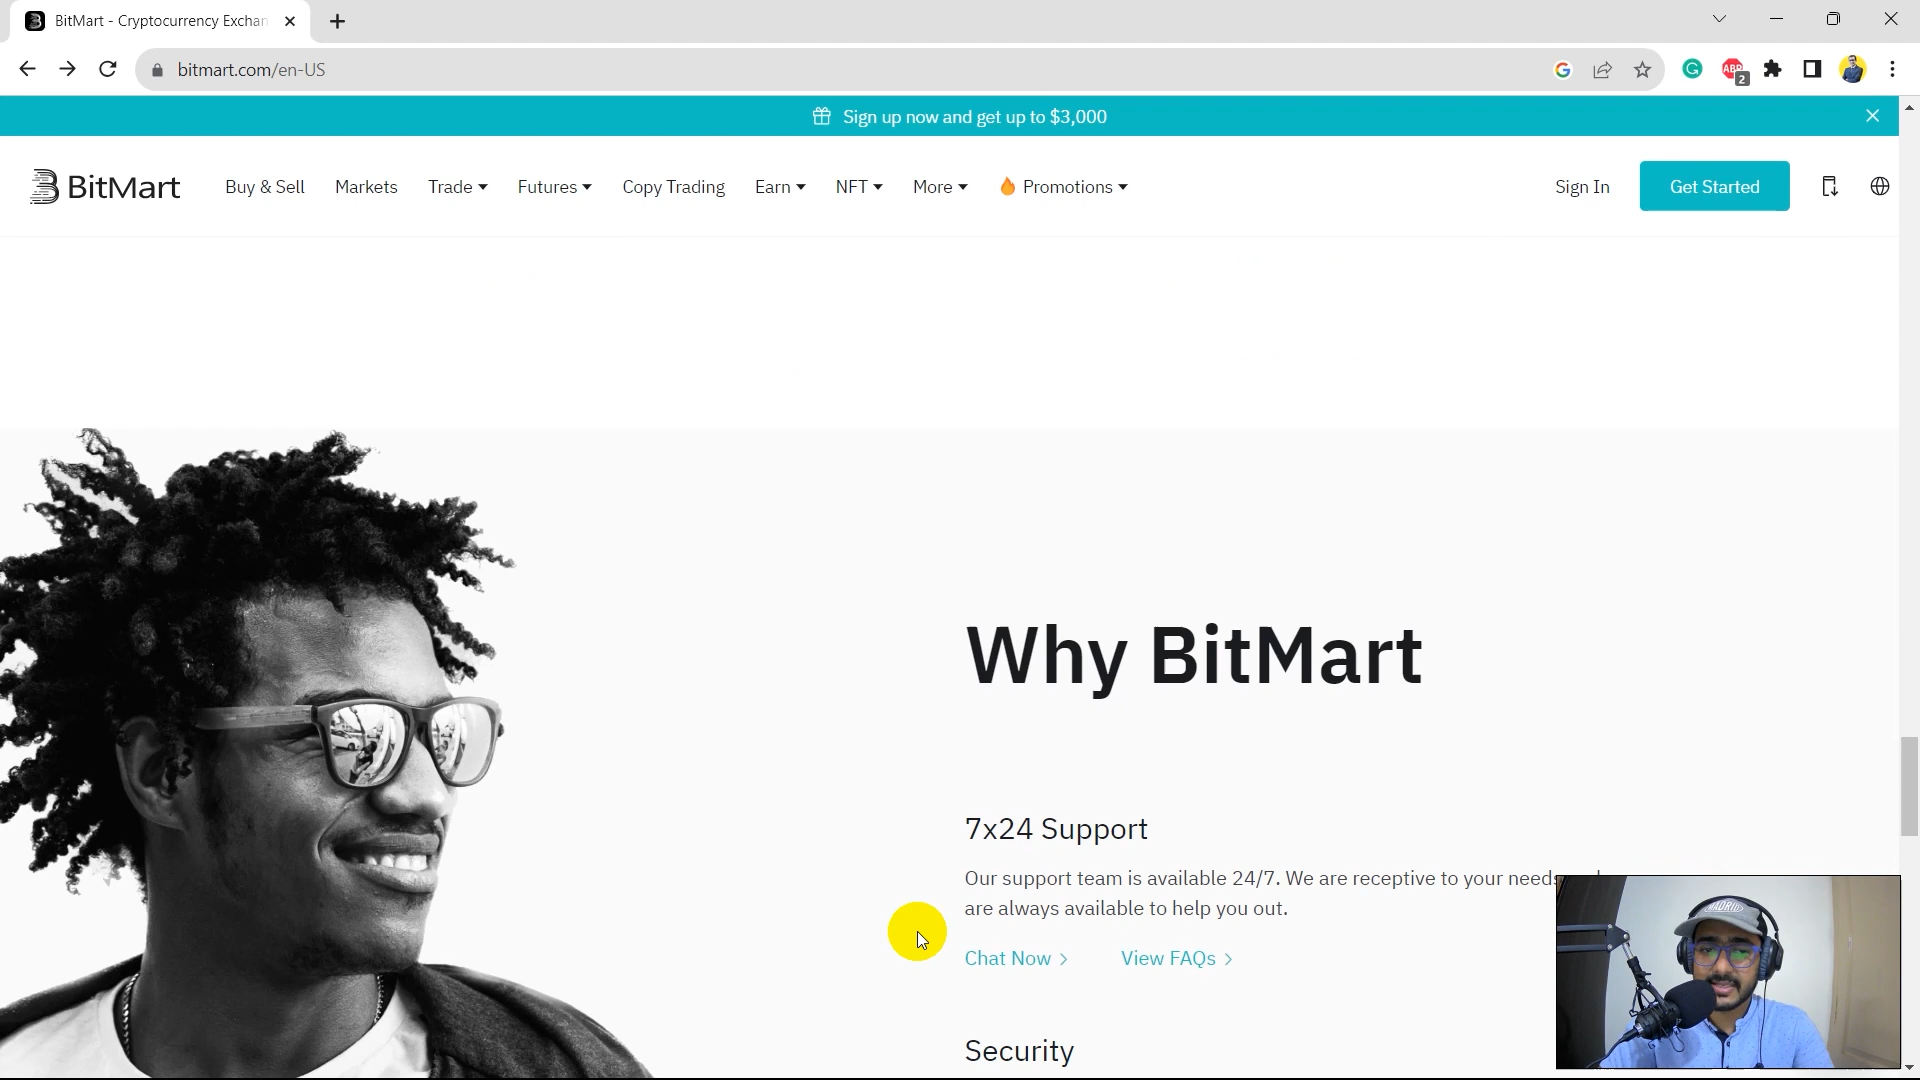 BitMart - Cryptocurrency Exchan
bitmart.com/en-US
ABP
2
Sign up now and get up to $3,000
BitMart
Buy & Sell
Markets
Trade
Futures
Copy Trading
Earn
NFT
More
Promotions
Sign In
Get Started
Why BitMart
7x24 Support
Our support team is available 24/7. We are receptive to your needs
are always available to help you out.
Chat Now
View FAQs
Security
MADRID